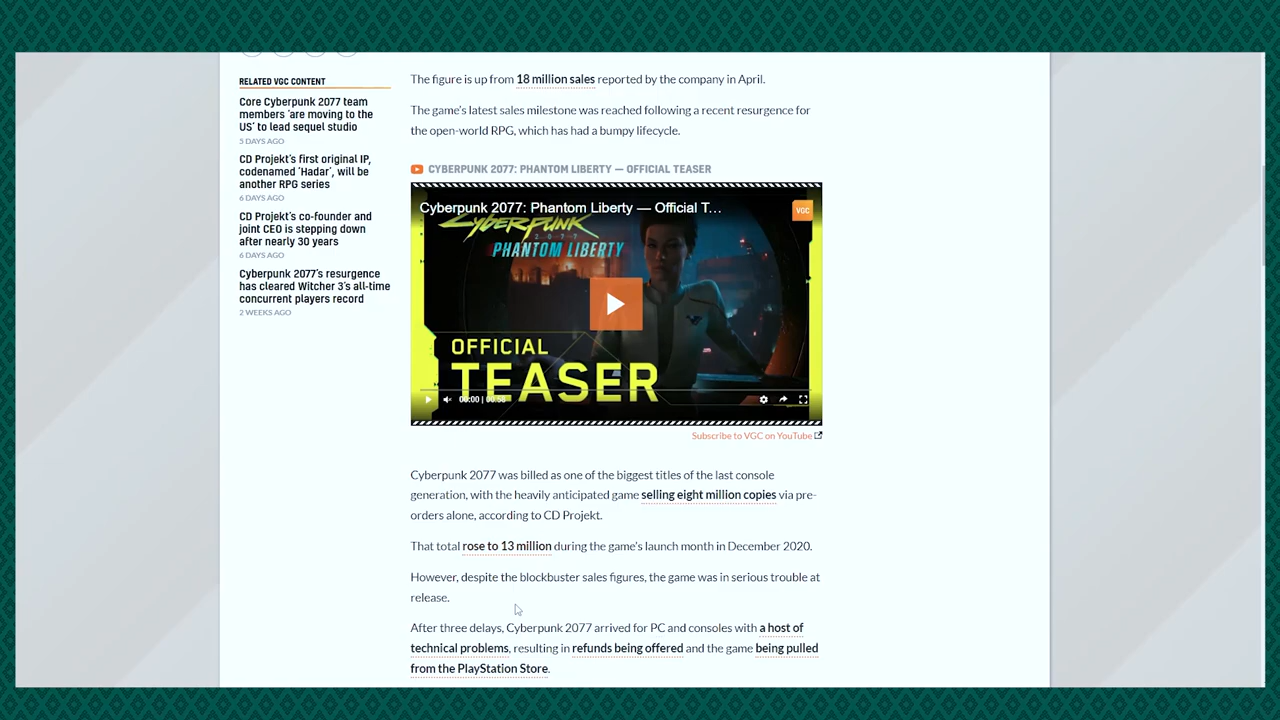 RELATED VGC CONTENT
Core Cyberpunk 2077 team
members ‘are moving to the
US’ to lead sequel studio
5 DAYS AGO
CD Projekt’s first original IP,
codenamed ‘Hadar’, will be
another RPG series
6 DAYS AGO
CD Projekt’s co-founder and
joint CEO is stepping down
after nearly 30 years
6 DAYS AGO
Cyberpunk 2077’s resurgence
has cleared Witcher 3’s all-time
concurrent players record
2 WEEKS AGO
The figure is up from 18 million sales reported by the company in April.
The game’s latest sales milestone was reached following a recent resurgence for
the open-world RPG, which has had a bumpy lifecycle.
CYBERPUNK 2077: PHANTOM LIBERTY — OFFICIAL TEASER
Cyberpunk 2077: Phantom Liberty — Official T...
VGC
CYBERPUNK
2077
PHANTOM LIBERTY
OFFICIAL
TEASER
00:00 | 00:58
Subscribe to VGC on YouTube
Cyberpunk 2077 was billed as one of the biggest titles of the last console
generation, with the heavily anticipated game selling eight million copies via pre-
orders alone, according to CD Projekt.
That total rose to 13 million during the game’s launch month in December 2020.
However, despite the blockbuster sales figures, the game was in serious trouble at
release.
After three delays, Cyberpunk 2077 arrived for PC and consoles with a host of
technical problems, resulting in refunds being offered and the game being pulled
from the PlayStation Store.